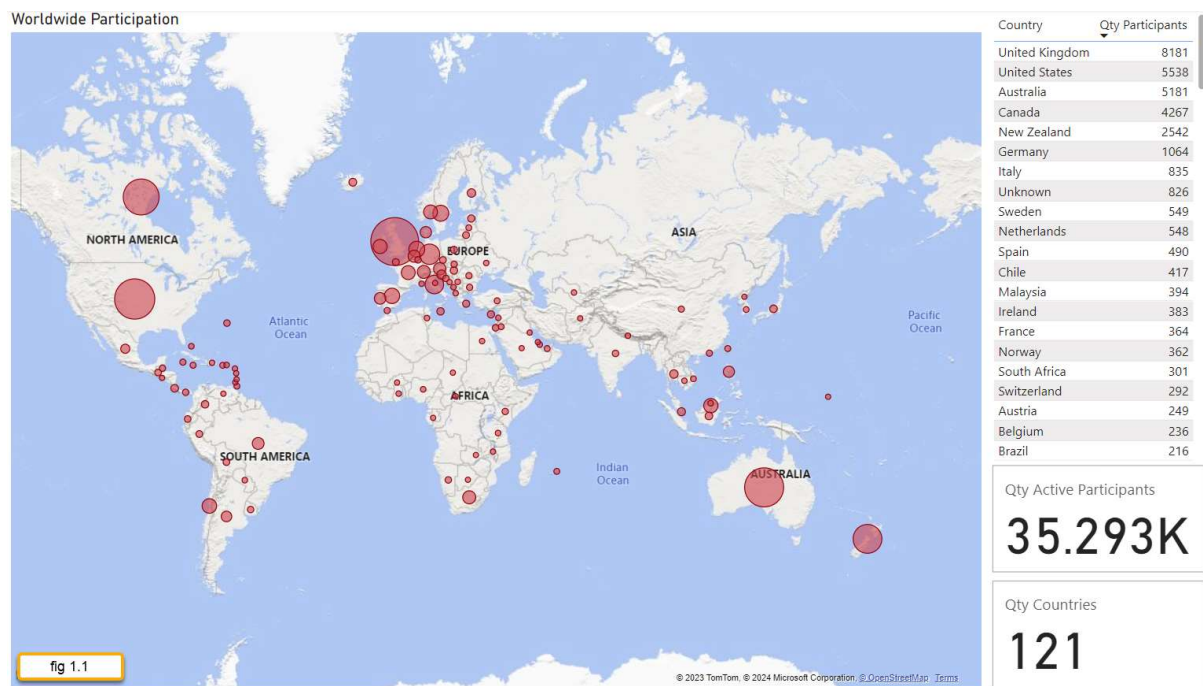 Worldwide Participation
NORTH AMERICA
Atlantic
Ocean
SOUTH AMERICA
EUROPE
AFRICA
ASIA
Indian
Ocean
AUSTRALIA
Pacific
Ocean
fig 1.1
© 2023 TomTom, © 2024 Microsoft Corporation, © OpenStreetMap Terms
Country Qty Participants
United Kingdom 8181
United States 5538
Australia 5181
Canada 4267
New Zealand 2542
Germany 1064
Italy 835
Unknown 826
Sweden 549
Netherlands 548
Spain 490
Chile 417
Malaysia 394
Ireland 383
France 364
Norway 362
South Africa 301
Switzerland 292
Austria 249
Belgium 236
Brazil 216
Qty Active Participants
35.293K
Qty Countries
121